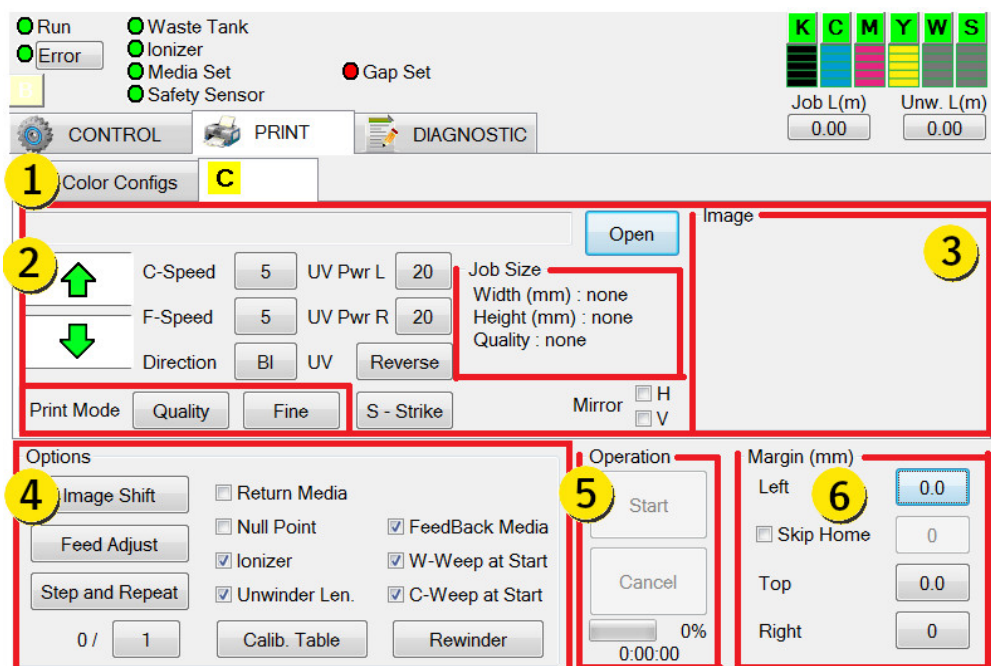 Run
Waste Tank
K C M Y W S
Error
Ionizer
Media Set
Gap Set
Safety Sensor
Job L(m) Unw. L(m)
0.00 0.00
CONTROL PRINT DIAGNOSTIC
1 Color Configs C
Open
Image
2
3
C-Speed 5 UV Pwr L 20
F-Speed 5 UV Pwr R 20
Direction BI UV Reverse
Job Size
Width (mm) : none
Height (mm) : none
Quality : none
Print Mode Quality Fine S - Strike
Mirror H
V
Options
4
Image Shift
Feed Adjust
Step and Repeat
0 / 1
Return Media
Null Point
Ionizer
Unwinder Len.
FeedBack Media
W-Weep at Start
C-Weep at Start
Calib. Table
Rewinder
Operation
5
Start
Cancel
0%
0:00:00
Margin (mm)
6
Left 0.0
Skip Home 0
Top 0.0
Right 0